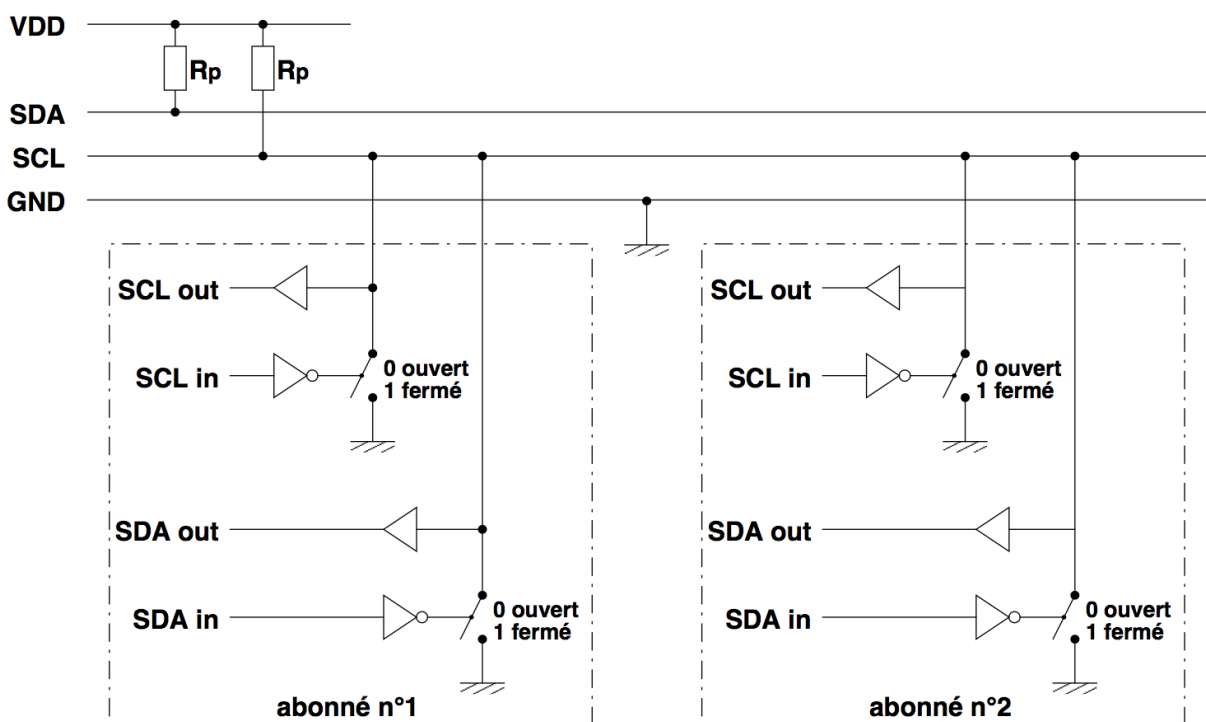 VDD
Rp
Rp
SDA
SCL
GND
SCL out
SCL in
0 ouvert
1 fermé
SDA out
SDA in
0 ouvert
1 fermé
abonné n°1
SCL out
SCL in
0 ouvert
1 fermé
SDA out
SDA in
0 ouvert
1 fermé
abonné n°2